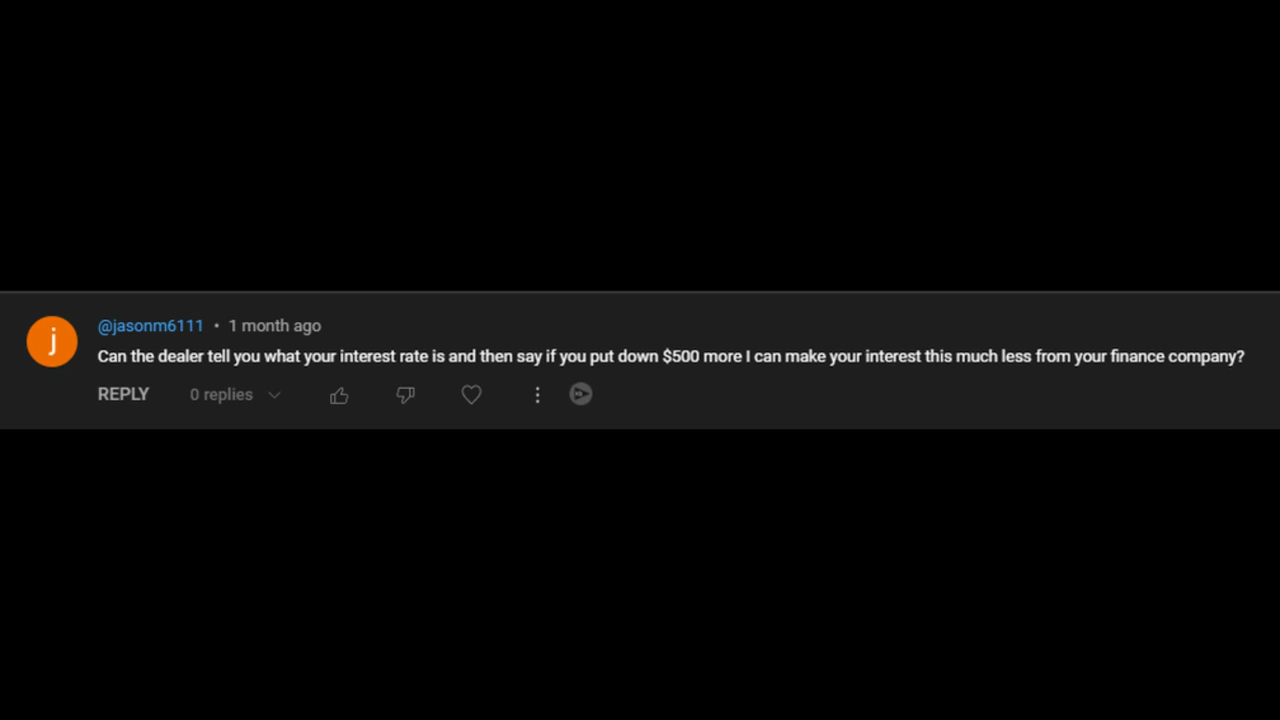 j
@jasonm6111 • 1 month ago
Can the dealer tell you what your interest rate is and then say if you put down $500 more I can make your interest this much less from your finance company?
REPLY 0 replies